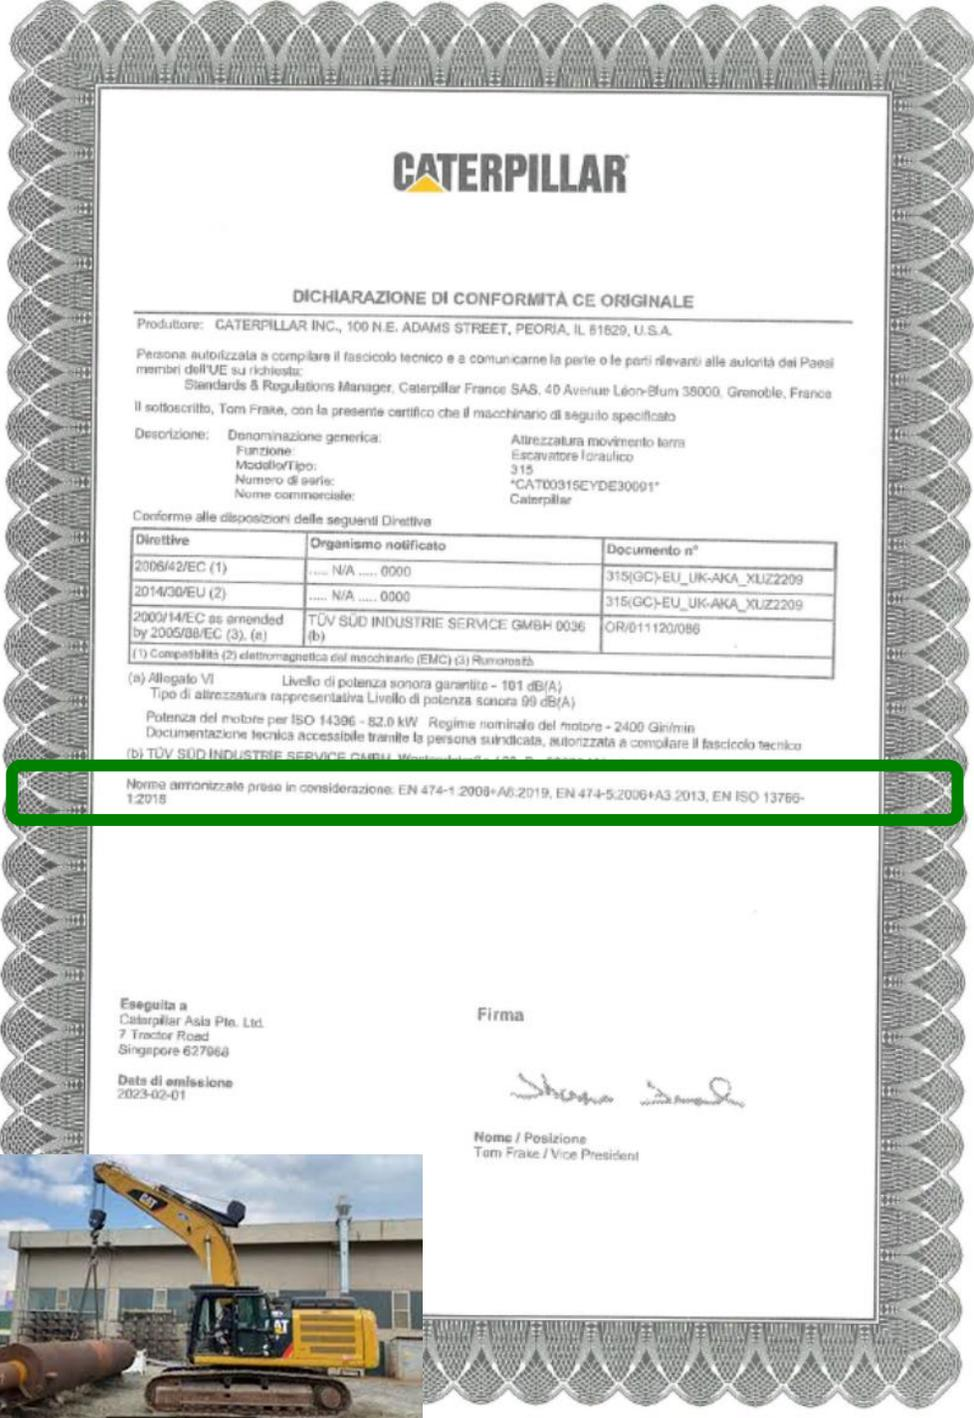 CATERPILLAR
DICHIARAZIONE DI CONFORMITÀ CE ORIGINALE
Produttore: CATERPILLAR INC., 100 N.E. ADAMS STREET, PEORIA, IL 61629, U.S.A.
Persona autorizzata a compilare il fascicolo tecnico e a comunicarne la parte o le parti rilevanti alle autorità dei Paesi
membri dell'UE su richiesta:
Standards & Regulations Manager, Caterpillar France SAS, 40 Avenue Léon-Blum 38000, Grenoble, France
Il sottoscritto, Tom Frake, con la presente certifico che il macchinario di seguito specificato
Descrizione: Denominazione generica: Attrezzatura movimento terra
Funzione: Escavatore Idraulico
Modello/Tipo: 315
Numero di serie: *CAT00315EYDE30091*
Nome commerciale: Caterpillar
Conforme alle disposizioni delle seguenti Direttive
Direttive Organismo notificato Documento n°
2006/42/EC (1) ..... N/A ..... 0000 315(GC)-EU_UK-AKA_XUZ2209
2014/30/EU (2) ..... N/A ..... 0000 315(GC)-EU_UK-AKA_XUZ2209
2000/14/EC as amended TÜV SÜD INDUSTRIE SERVICE GMBH 0036 OR/011120/086
by 2005/88/EC (3), (a) (b)
(1) Compatibilità (2) elettromagnetica del macchinario (EMC) (3) Rumorosità
(a) Allegato VI Livello di potenza sonora garantito - 101 dB(A)
Tipo di attrezzatura rappresentativa Livello di potenza sonora 99 dB(A)
Potenza del motore per ISO 14396 - 82.0 kW Regime nominale del motore - 2400 Giri/min
Documentazione tecnica accessibile tramite la persona suindicata, autorizzata a compilare il fascicolo tecnico
(b) TÜV SÜD INDUSTRIE SERVICE GMBH,
Norme armonizzate prese in considerazione: EN 474-1:2006+A6:2019, EN 474-5:2006+A3:2013, EN ISO 13766-
1:2018
Eseguita a
Caterpillar Asia Pte. Ltd.
7 Tractor Road
Singapore 627968
Data di emissione
2023-02-01
Firma
Nome / Posizione
Tom Frake / Vice President
CAT
CAT